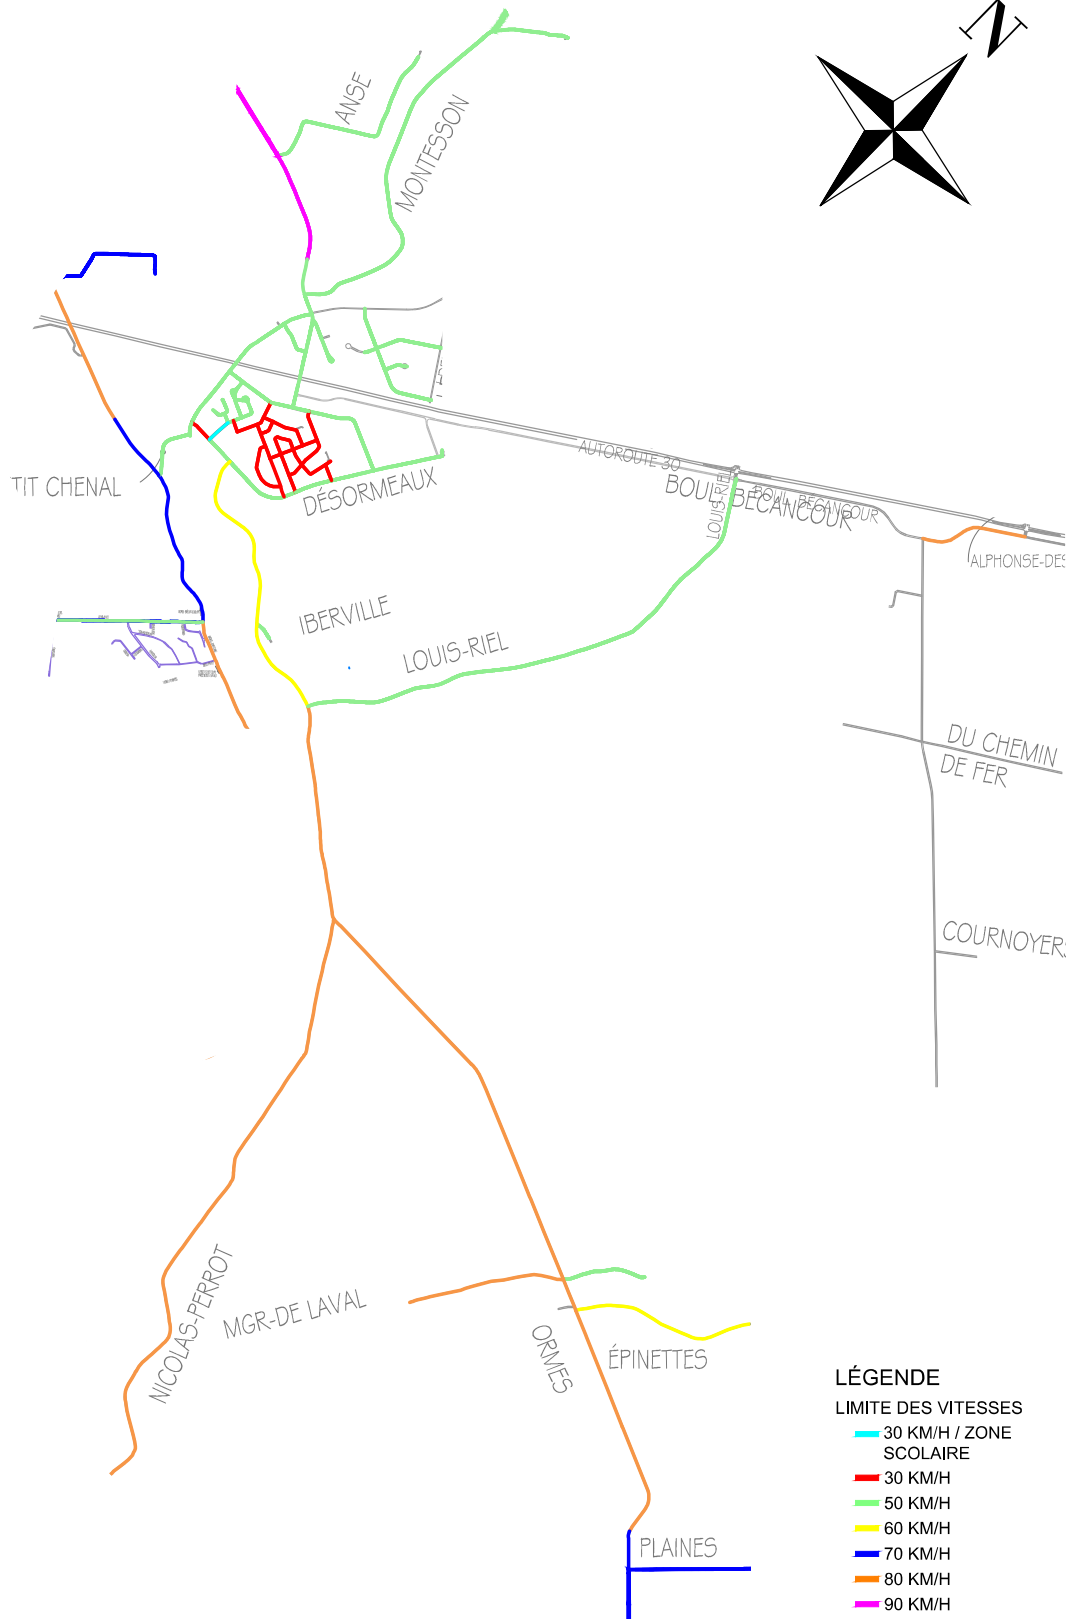 N
ANSE
MONTESSON
TIT CHENAL
DÉSORMEAUX
AUTOROUTE 30
BOUL. BÉCANCOUR
BOUL. BÉCANCOUR
LOUIS-RIEL
ALPHONSE-DES
IBERVILLE
LOUIS-RIEL
DU CHEMIN
DE FER
COURNOYERS
NICOLAS-PERROT
MGR-DE LAVAL
ORMES
ÉPINETTES
PLAINES
LÉGENDE
LIMITE DES VITESSES
30 KM/H / ZONE
SCOLAIRE
30 KM/H
50 KM/H
60 KM/H
70 KM/H
80 KM/H
90 KM/H